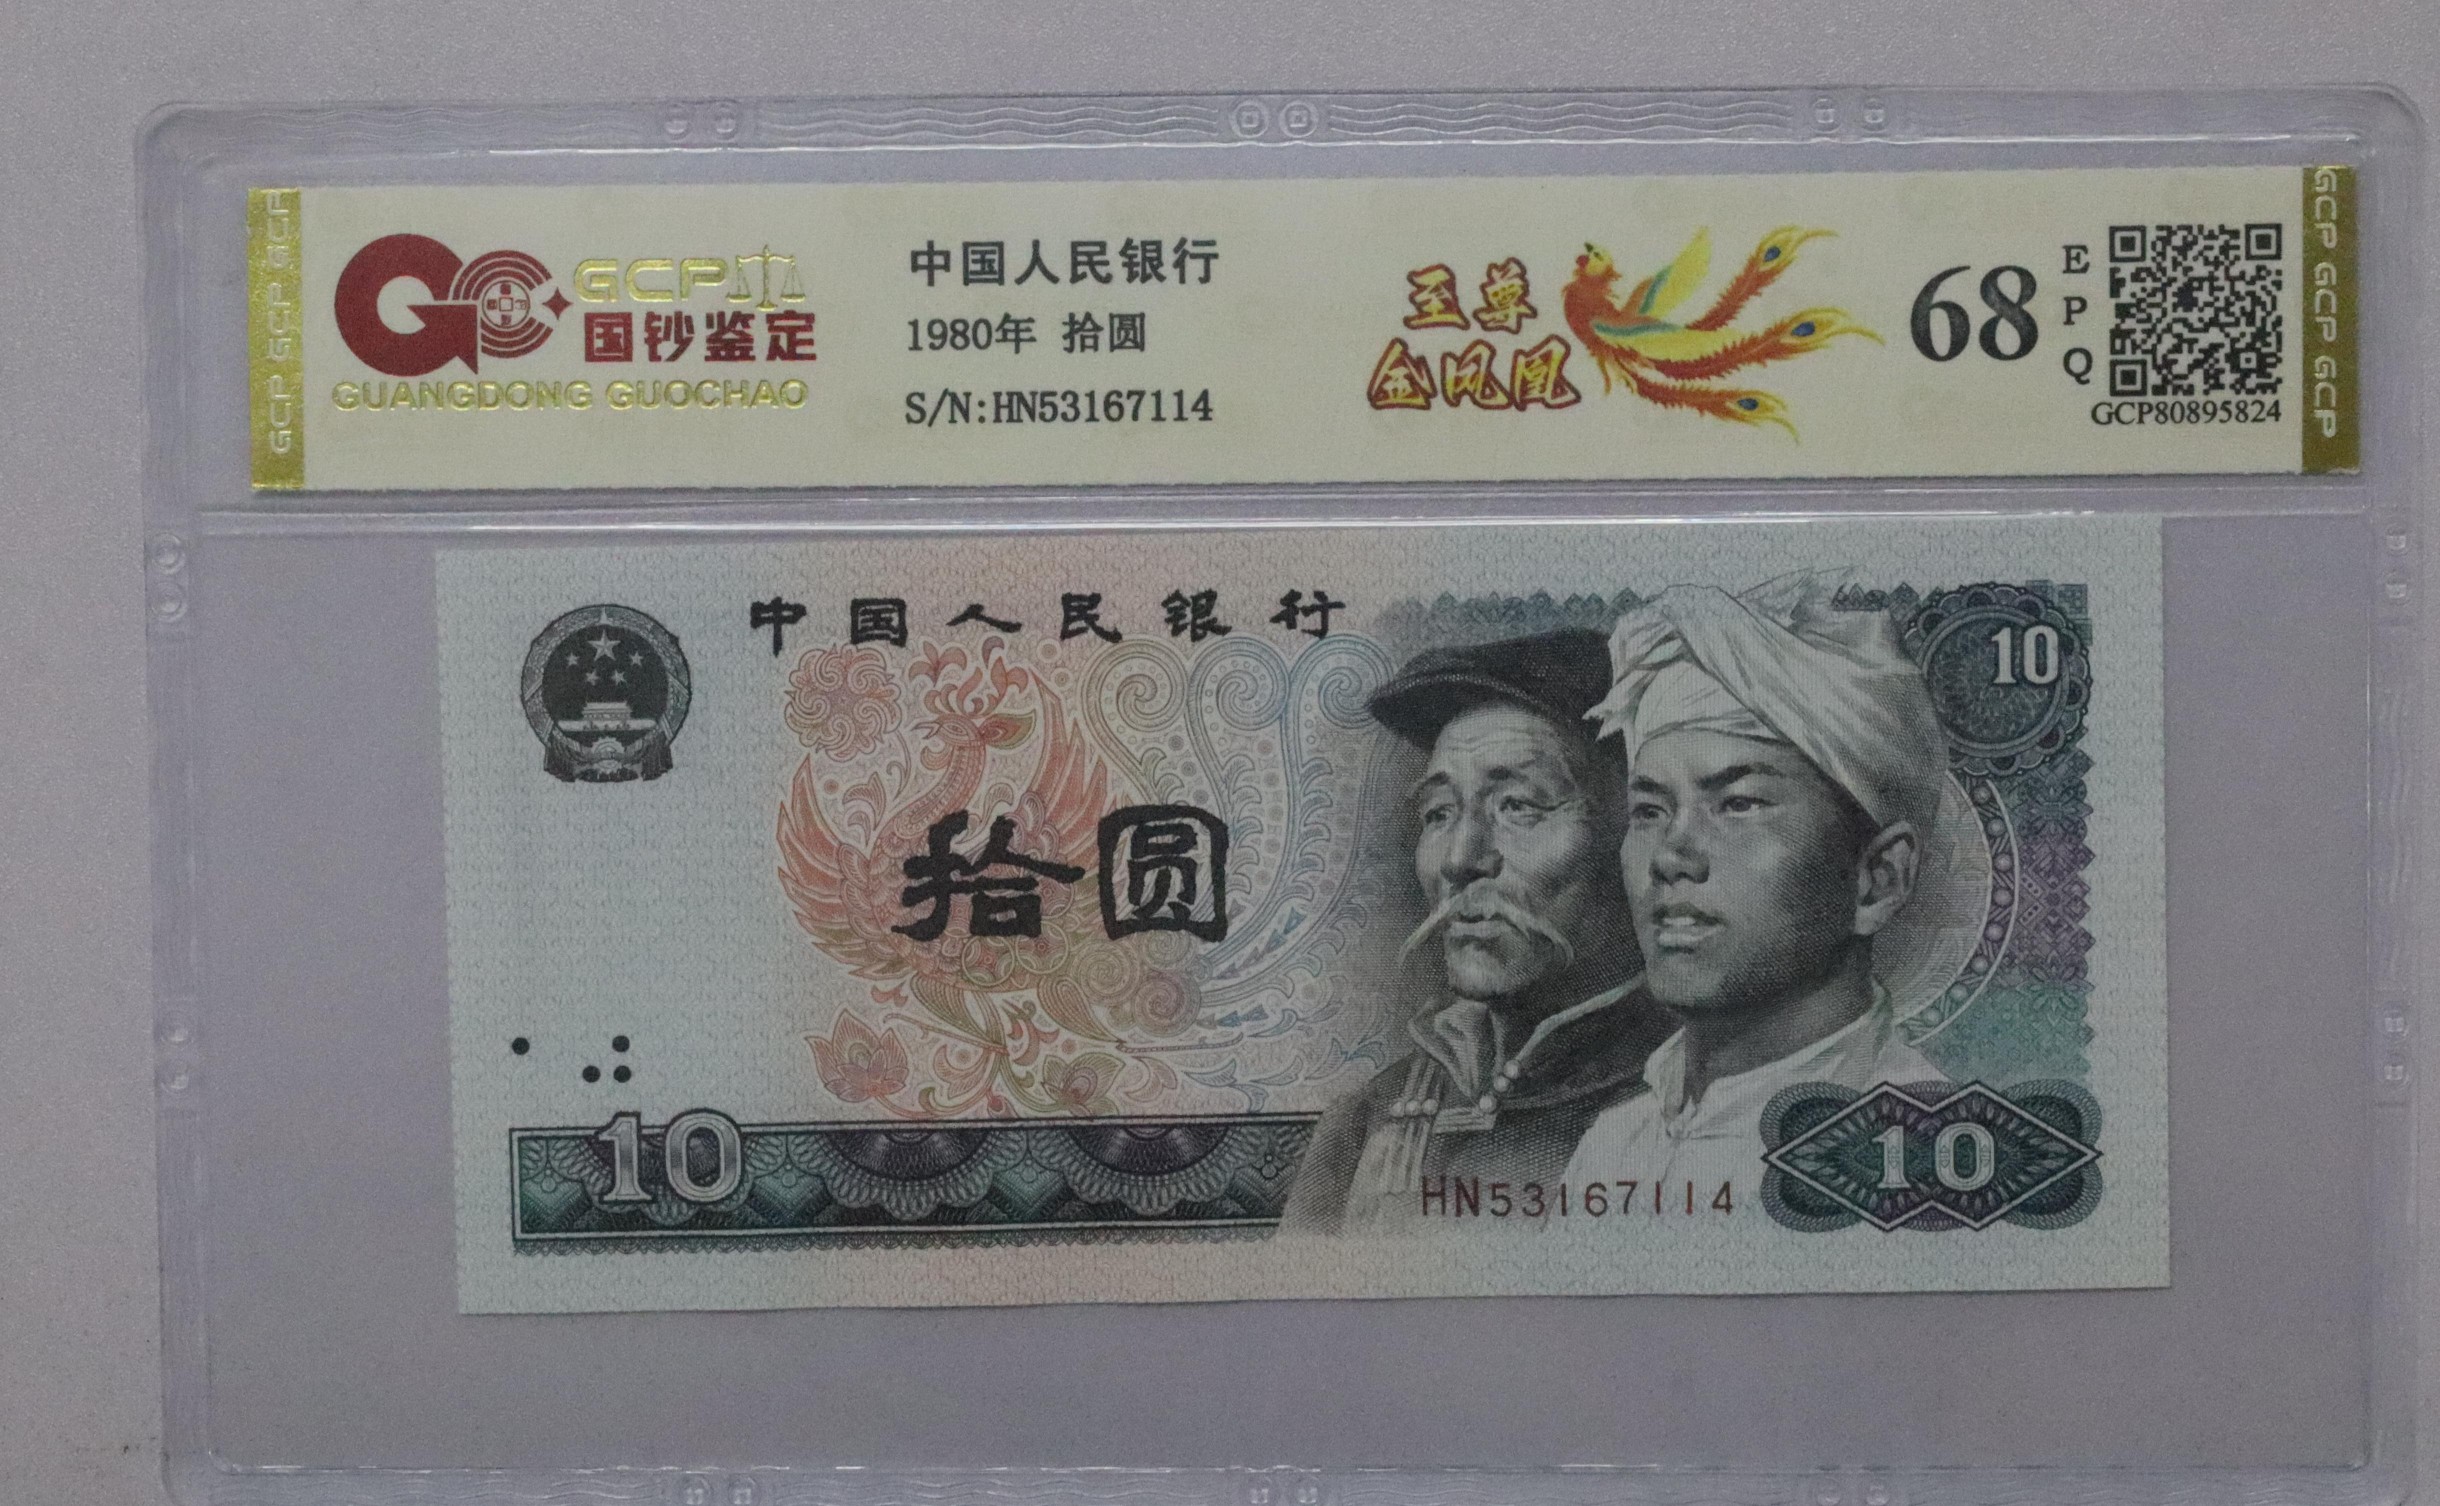 GCP
国钞鉴定
GUANGDONG GUOCHAO
中国人民银行
1980年 拾圆
S/N:HN53167114
至尊
金凤凰
68
EPQ
GCP80895824
GCP GCP GCP
GCP GCP GCP
中国人民银行
10
拾圆
10
HN53167114
10